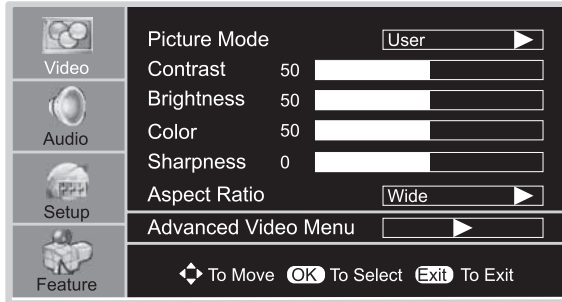 Video
Audio
Setup
Feature
Picture Mode User
Contrast 50
Brightness 50
Color 50
Sharpness 0
Aspect Ratio Wide
Advanced Video Menu
To Move OK To Select Exit To Exit